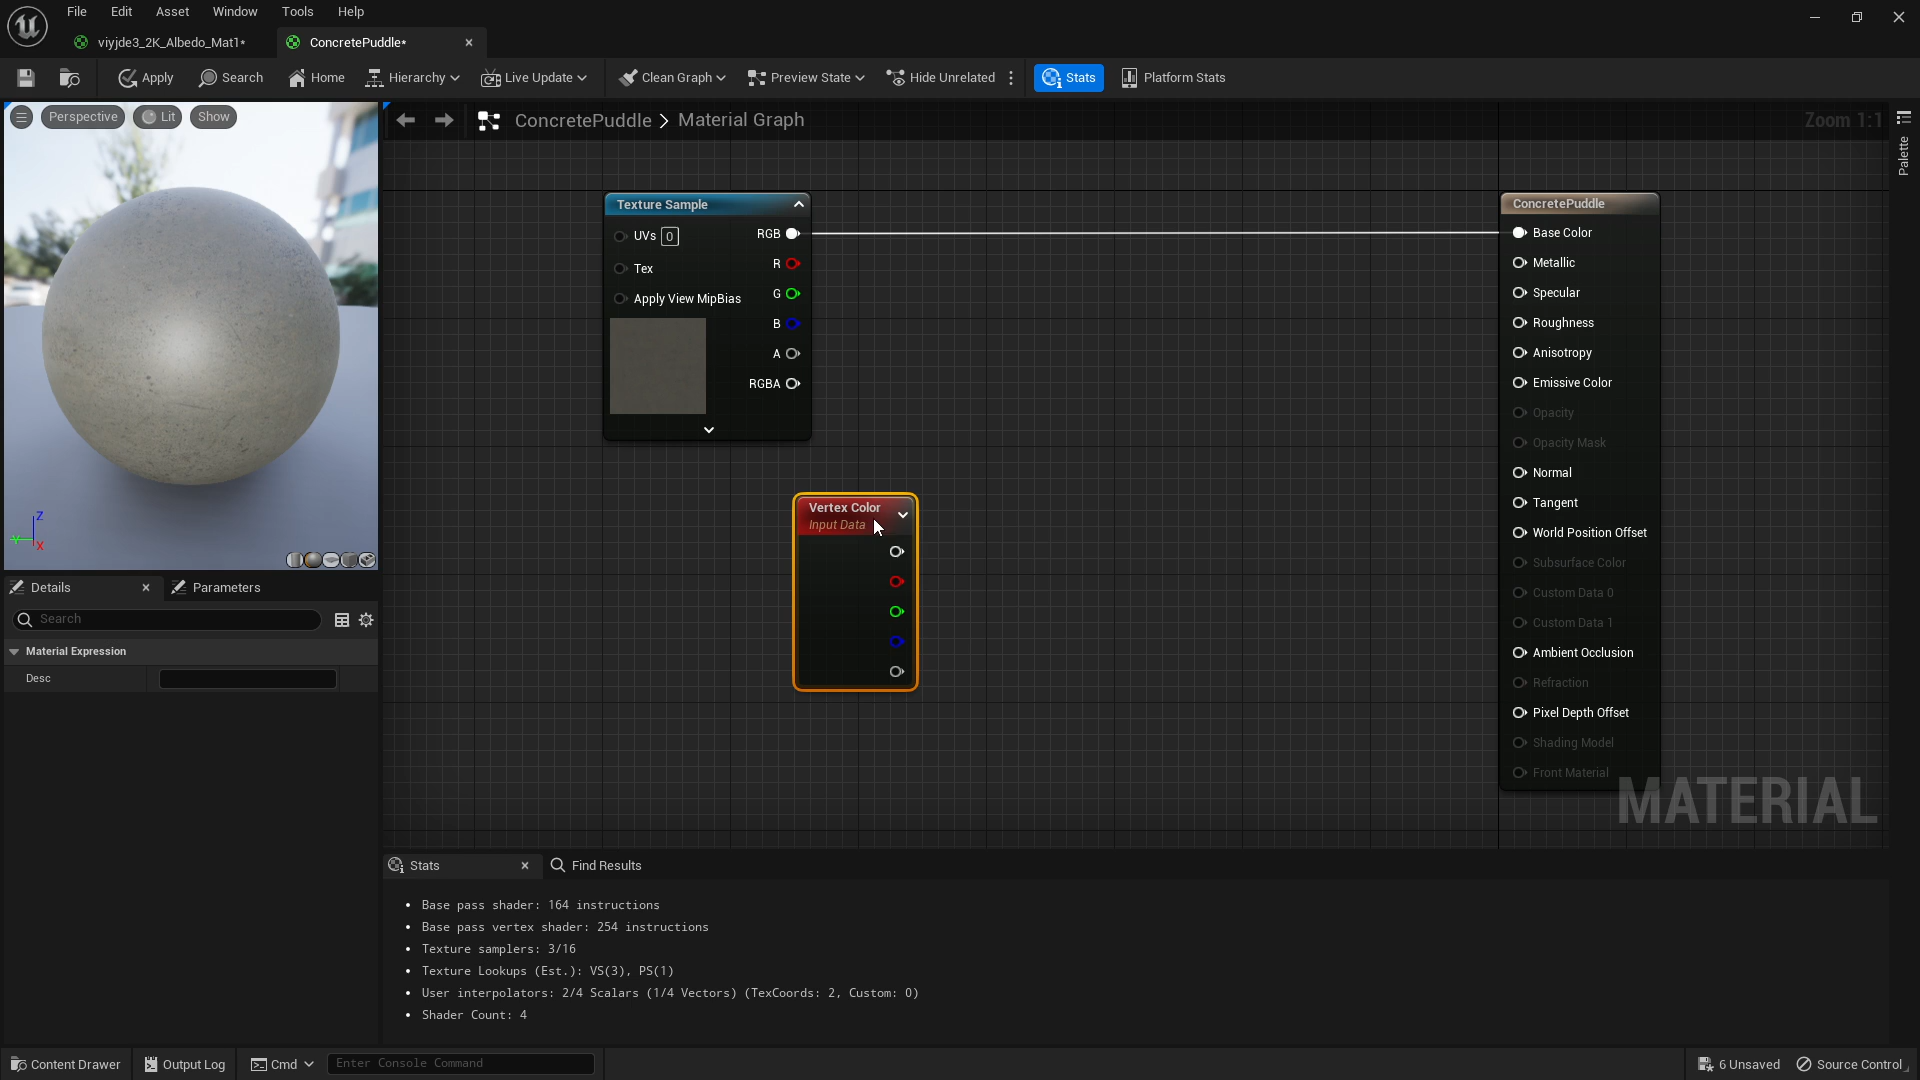 File Edit Asset Window Tools Help
viyjde3_2K_Albedo_Mat1*
ConcretePuddle*
Apply
Search
Home
Hierarchy
Live Update
Clean Graph
Preview State
Hide Unrelated
Stats
Platform Stats
Perspective
Lit
Show
ConcretePuddle > Material Graph
Zoom 1:1
Palette
Texture Sample
UVs 0
RGB
R
Tex
G
Apply View MipBias
B
A
RGBA
Vertex Color
Input Data
ConcretePuddle
Base Color
Metallic
Specular
Roughness
Anisotropy
Emissive Color
Opacity
Opacity Mask
Normal
Tangent
World Position Offset
Subsurface Color
Custom Data 0
Custom Data 1
Ambient Occlusion
Refraction
Pixel Depth Offset
Shading Model
Front Material
MATERIAL
Z
Y
X
Details
Parameters
Search
Material Expression
Desc
Stats
Find Results
• Base pass shader: 164 instructions
• Base pass vertex shader: 254 instructions
• Texture samplers: 3/16
• Texture Lookups (Est.): VS(3), PS(1)
• User interpolators: 2/4 Scalars (1/4 Vectors) (TexCoords: 2, Custom: 0)
• Shader Count: 4
Content Drawer
Output Log
Cmd
Enter Console Command
6 Unsaved
Source Control